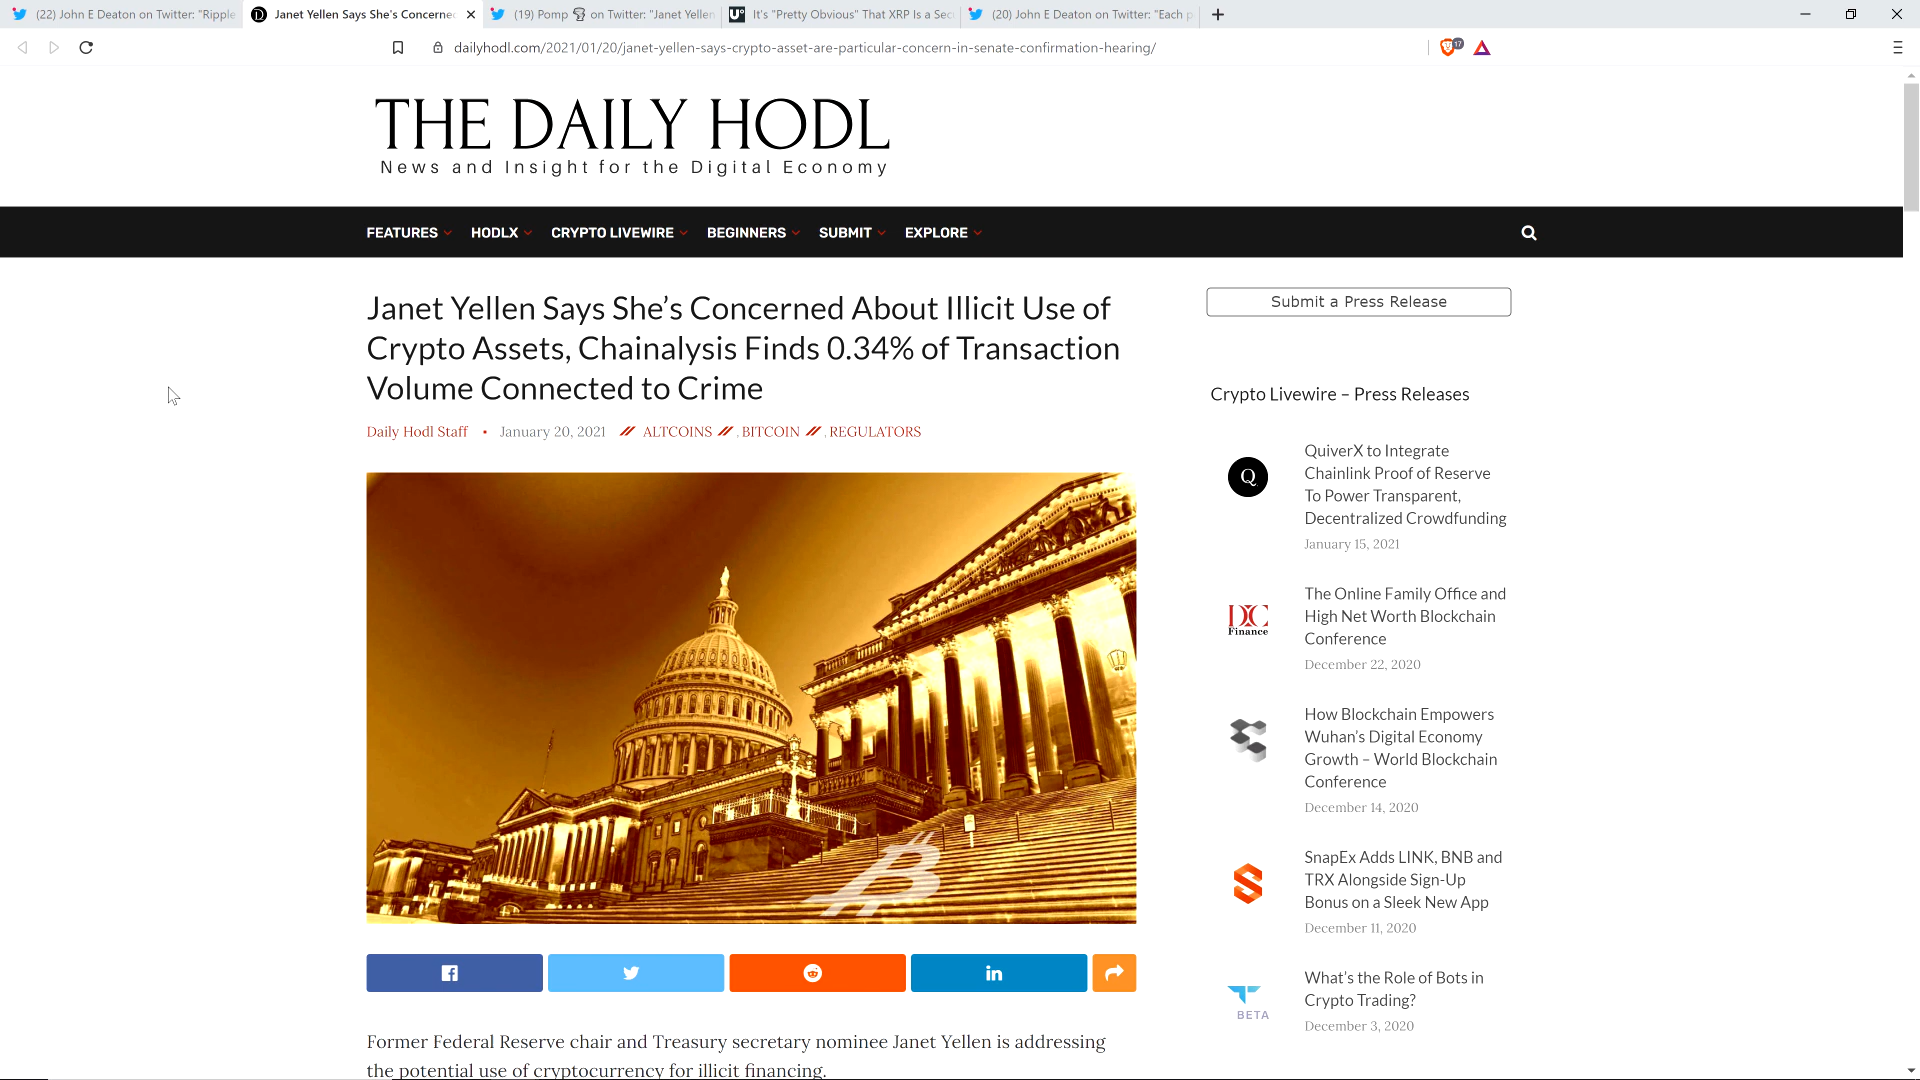 (22) John E Deaton on Twitter: "Ripple
Janet Yellen Says She's Concerne
(19) Pomp on Twitter: "Janet Yellen
It's "Pretty Obvious" That XRP Is a Sec
(20) John E Deaton on Twitter: "Each p
dailyhodl.com/2021/01/20/janet-yellen-says-crypto-asset-are-particular-concern-in-senate-confirmation-hearing/
17
THE DAILY HODL
News and Insight for the Digital Economy
FEATURES HODLX CRYPTO LIVEWIRE BEGINNERS SUBMIT EXPLORE
Janet Yellen Says She’s Concerned About Illicit Use of
Crypto Assets, Chainalysis Finds 0.34% of Transaction
Volume Connected to Crime
Daily Hodl Staff • January 20, 2021 // ALTCOINS // , BITCOIN // , REGULATORS
Former Federal Reserve chair and Treasury secretary nominee Janet Yellen is addressing
the potential use of cryptocurrency for illicit financing.
Submit a Press Release
Crypto Livewire – Press Releases
Q
QuiverX to Integrate
Chainlink Proof of Reserve
To Power Transparent,
Decentralized Crowdfunding
January 15, 2021
DC
Finance
The Online Family Office and
High Net Worth Blockchain
Conference
December 22, 2020
How Blockchain Empowers
Wuhan’s Digital Economy
Growth – World Blockchain
Conference
December 14, 2020
SnapEx Adds LINK, BNB and
TRX Alongside Sign-Up
Bonus on a Sleek New App
December 11, 2020
BETA
What’s the Role of Bots in
Crypto Trading?
December 3, 2020